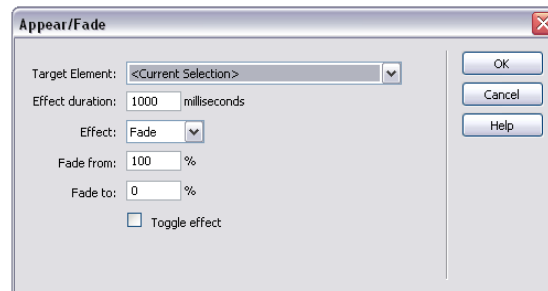 Appear/Fade
Target Element: <Current Selection>
Effect duration: 1000 milliseconds
Effect: Fade
Fade from: 100 %
Fade to: 0 %
Toggle effect
OK
Cancel
Help